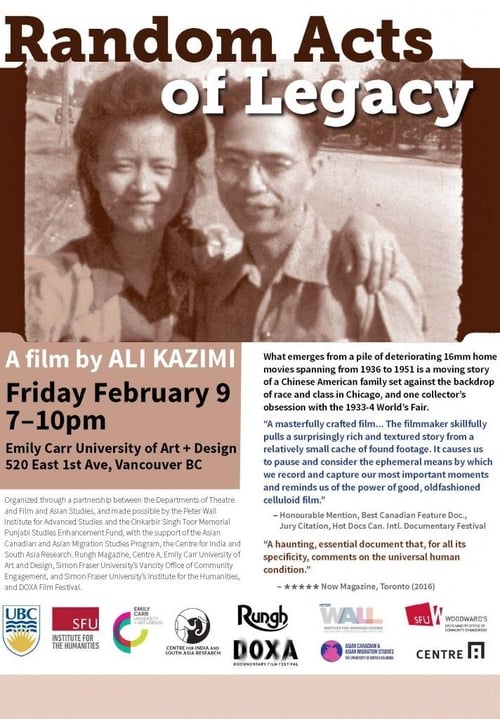 Random Acts
of Legacy
A film by ALI KAZIMI
Friday February 9
7–10pm
Emily Carr University of Art + Design
520 East 1st Ave, Vancouver BC
Organized through a partnership between the Departments of Theatre
and Film and Asian Studies, and made possible by the Peter Wall
Institute for Advanced Studies and the Onkarbir Singh Toor Memorial
Punjabi Studies Enhancement Fund, with the support of the Asian
Canadian and Asian Migration Studies Program, the Centre for India and
South Asia Research. Rungh Magazine, Centre A, Emily Carr University of
Art and Design, Simon Fraser University's Vancity Office of Community
Engagement, and Simon Fraser University's Institute for the Humanities,
and DOXA Film Festival.
What emerges from a pile of deteriorating 16mm home
movies spanning from 1936 to 1951 is a moving story
of a Chinese American family set against the backdrop
of race and class in Chicago, and one collector's
obsession with the 1933-4 World's Fair.
"A masterfully crafted film... The filmmaker skillfully
pulls a surprisingly rich and textured story from a
relatively small cache of found footage. It causes us
to pause and consider the ephemeral means by which
we record and capture our most important moments
and reminds us of the power of good, oldfashioned
celluloid film."
– Honourable Mention, Best Canadian Feature Doc.,
Jury Citation, Hot Docs Can. Intl. Documentary Festival
"A haunting, essential document that, for all its
specificity, comments on the universal human
condition."
– ★★★★★ Now Magazine, Toronto (2016)
UBC
SFU
INSTITUTE FOR
THE HUMANITIES
EMILY
CARR
UNIVERSITY
OF ART + DESIGN
CENTRE FOR INDIA AND
SOUTH ASIA RESEARCH
Rungh
DOXA
DOCUMENTARY FILM FESTIVAL
PETER
WALL
INSTITUTE FOR ADVANCED STUDIES
ASIAN CANADIAN &
ASIAN MIGRATION STUDIES
THE UNIVERSITY OF BRITISH COLUMBIA
SFU WOODWARD'S
COMMUNITY ENGAGEMENT
CENTRE A